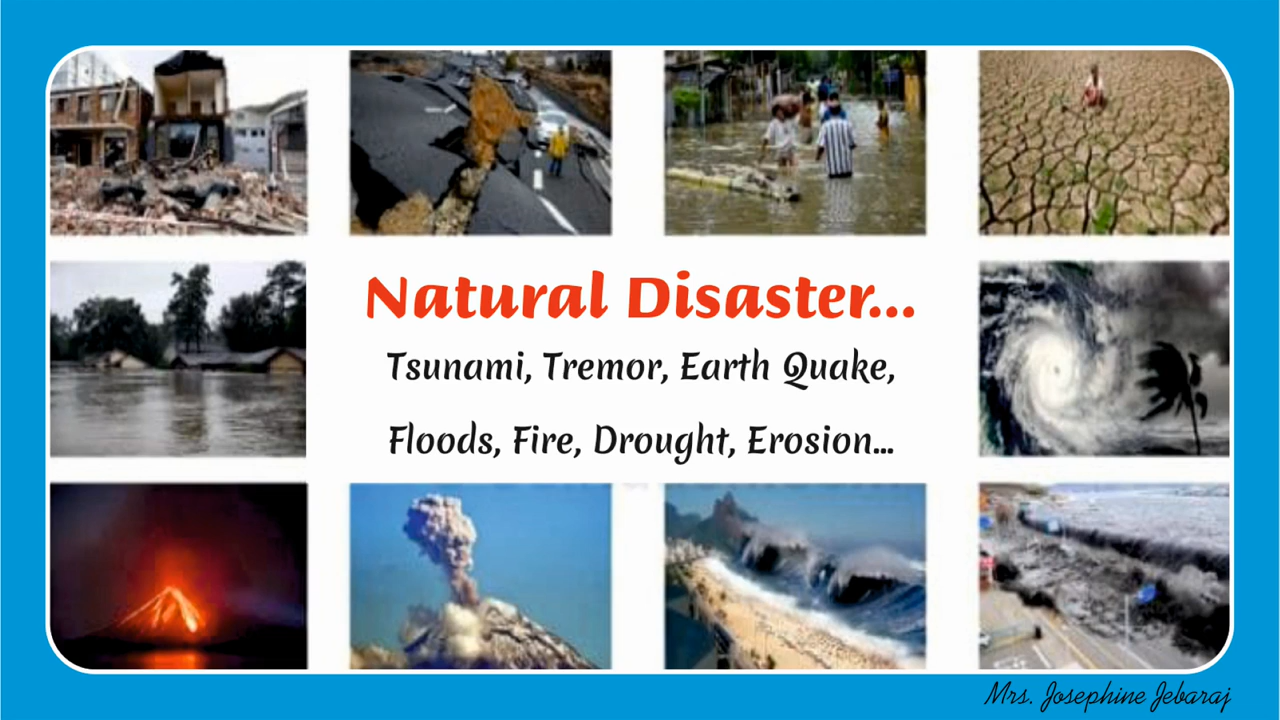 Natural Disaster...
Tsunami, Tremor, Earth Quake,
Floods, Fire, Drought, Erosion...
Mrs. Josephine Jebaraj